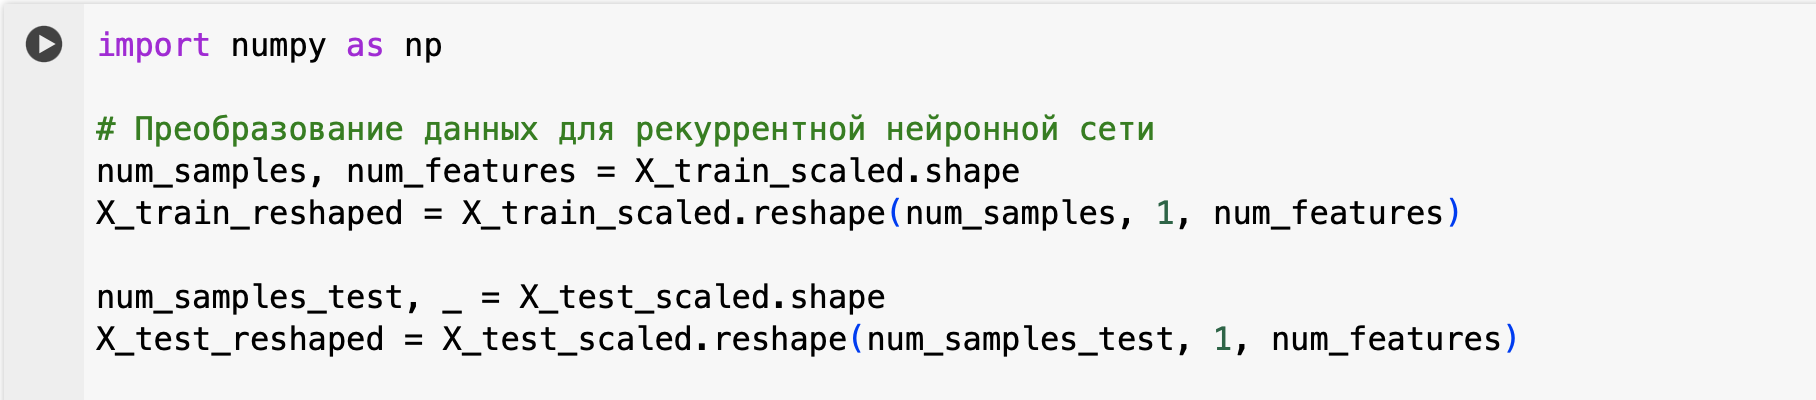 import numpy as np
# Преобразование данных для рекуррентной нейронной сети
num_samples, num_features = X_train_scaled.shape
X_train_reshaped = X_train_scaled.reshape(num_samples, 1, num_features)
num_samples_test, _ = X_test_scaled.shape
X_test_reshaped = X_test_scaled.reshape(num_samples_test, 1, num_features)